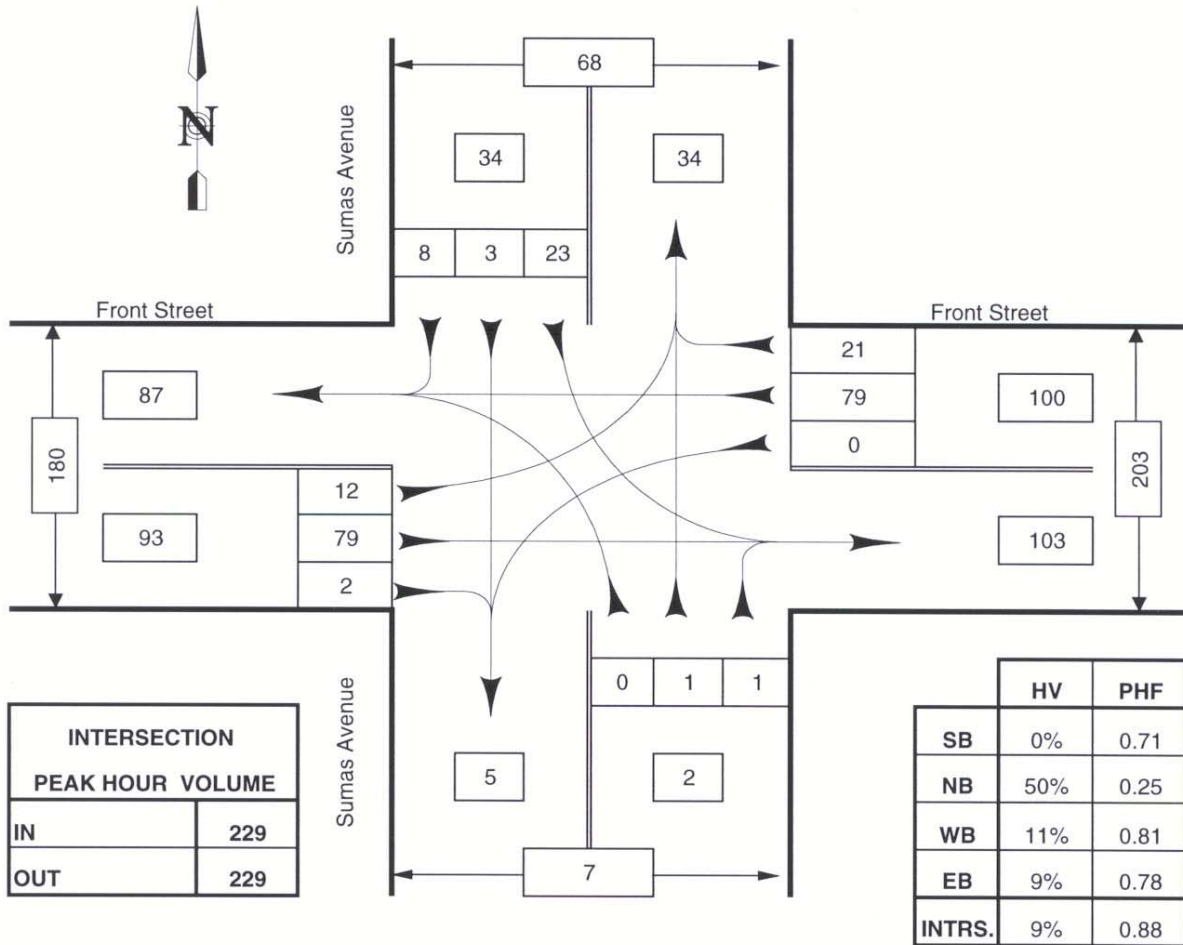 68
N
Sumas Avenue
34
34
8 3 23
Front Street
Front Street
21
87
79
100
0
180
203
12
93
79
103
2
0 1 1
HV PHF
INTERSECTION
PEAK HOUR VOLUME
IN 229
OUT 229
Sumas Avenue
5
2
7
SB 0% 0.71
NB 50% 0.25
WB 11% 0.81
EB 9% 0.78
INTRS. 9% 0.88